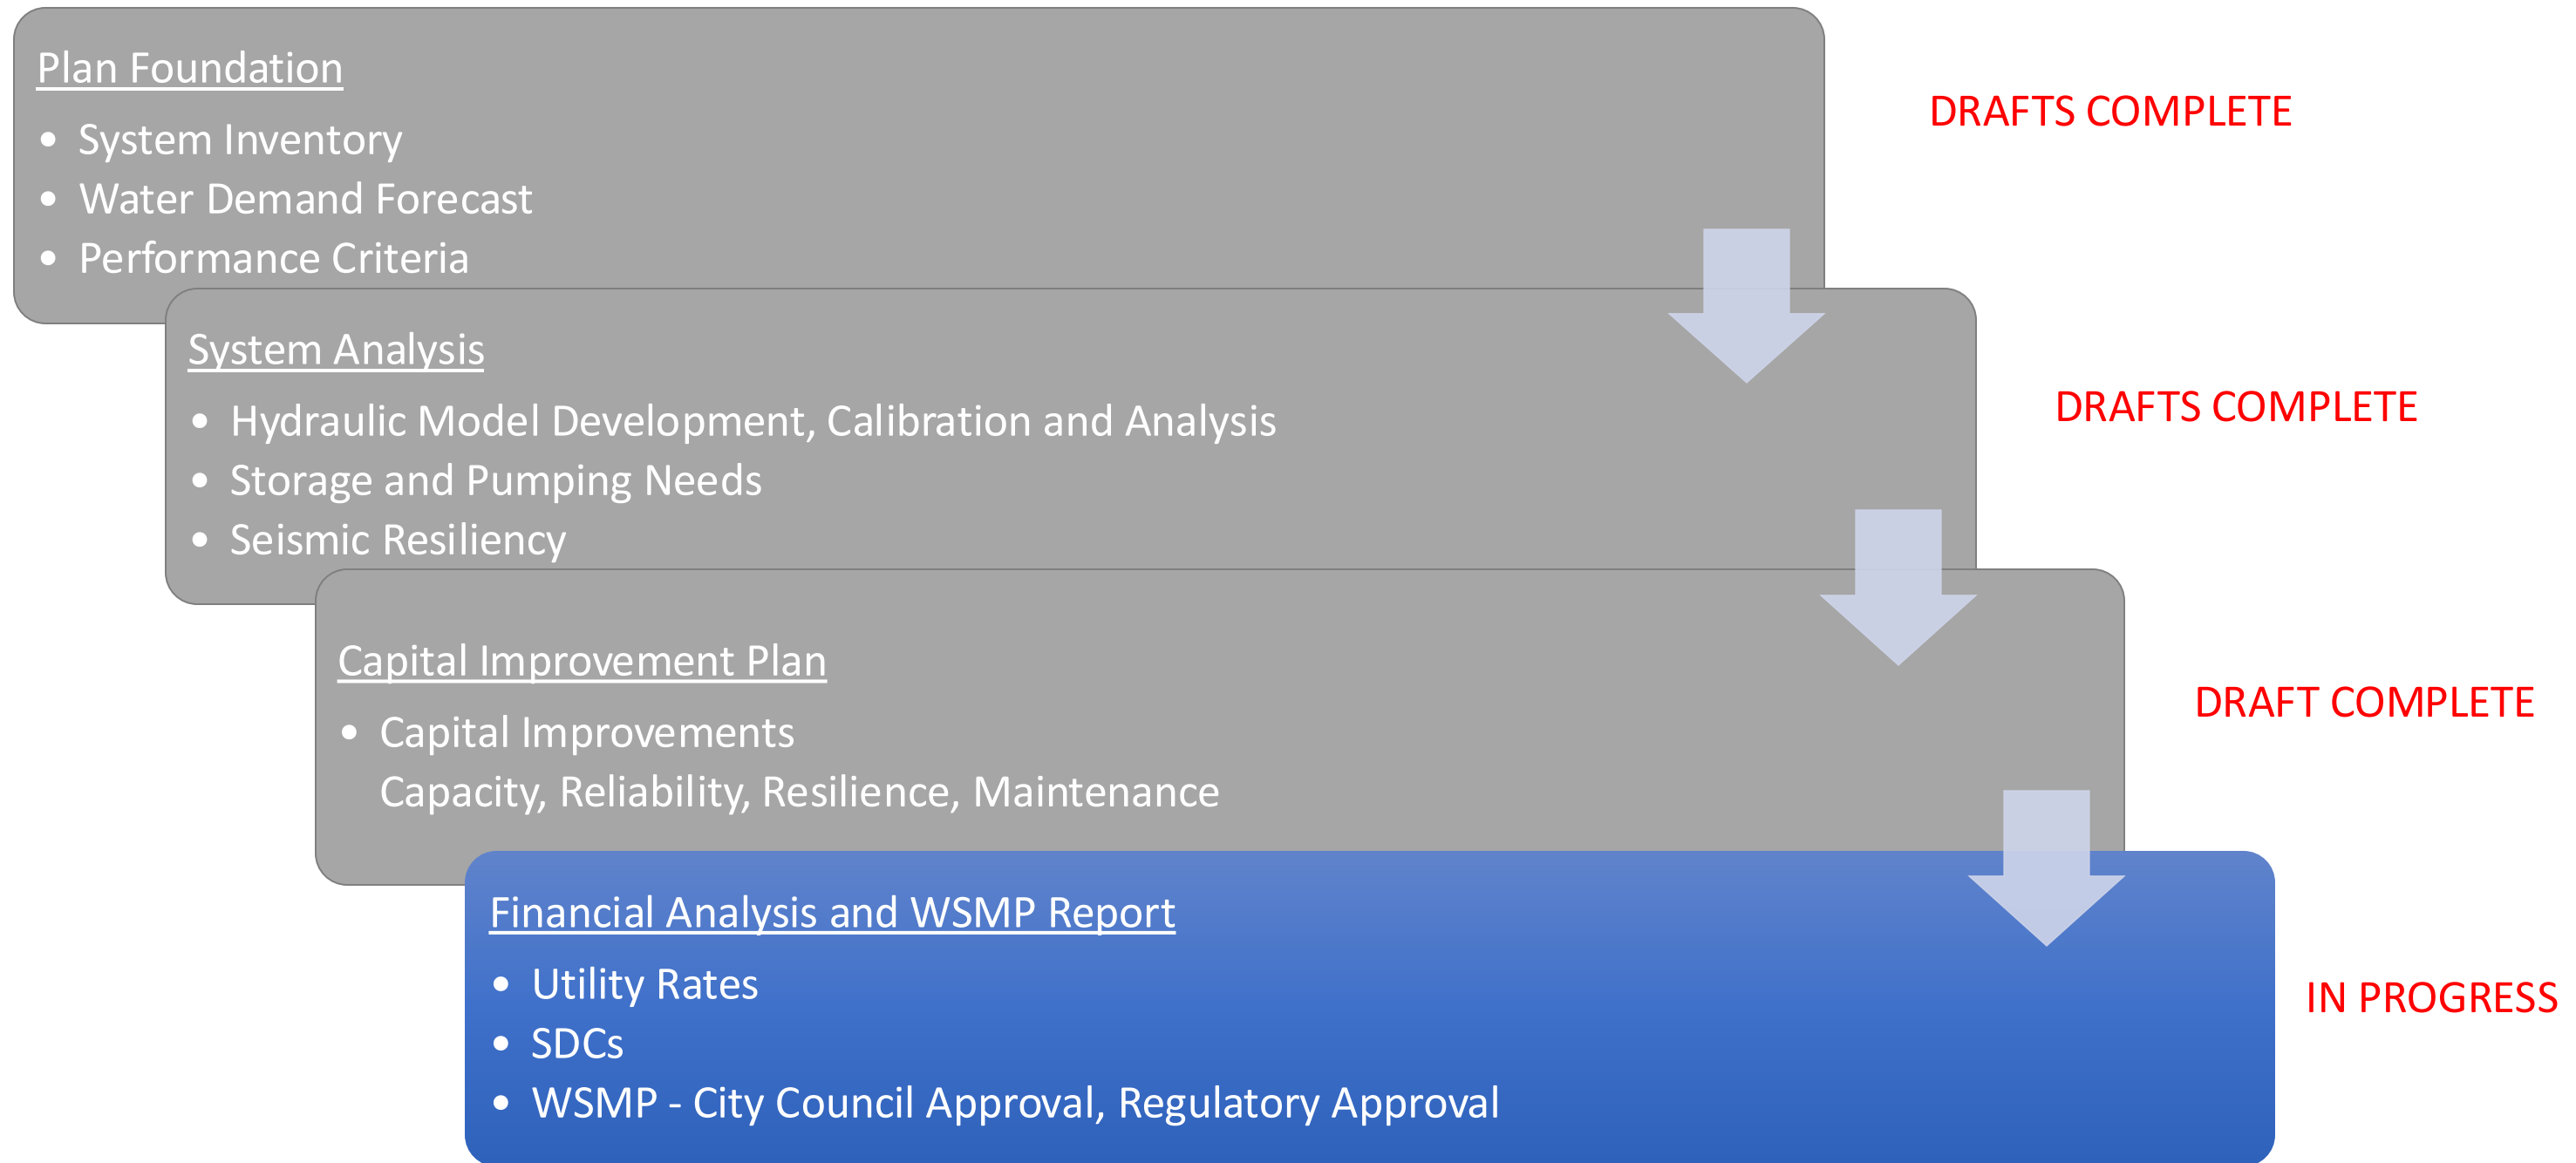 Plan Foundation
• System Inventory
• Water Demand Forecast
• Performance Criteria
DRAFTS COMPLETE
System Analysis
• Hydraulic Model Development, Calibration and Analysis
• Storage and Pumping Needs
• Seismic Resiliency
DRAFTS COMPLETE
Capital Improvement Plan
• Capital Improvements
Capacity, Reliability, Resilience, Maintenance
DRAFT COMPLETE
Financial Analysis and WSMP Report
• Utility Rates
• SDCs
• WSMP - City Council Approval, Regulatory Approval
IN PROGRESS